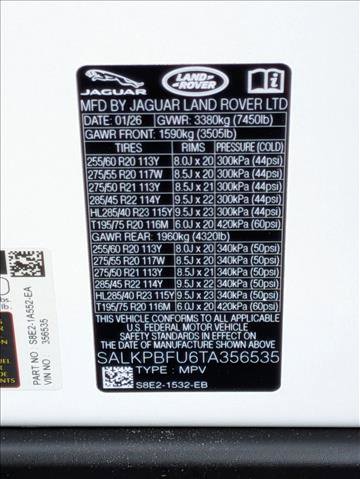 JAGUAR
LAND ROVER
MFD BY JAGUAR LAND ROVER LTD
DATE: 01/26 GVWR: 3380kg (7450lb)
GAWR FRONT: 1590kg (3505lb)
TIRES RIMS PRESSURE (COLD)
255/60 R20 113Y 8.0J x 20 300kPa (44psi)
275/55 R20 117W 8.5J x 20 300kPa (44psi)
275/50 R21 113Y 8.5J x 21 300kPa (44psi)
285/45 R22 114Y 9.5J x 22 300kPa (44psi)
HL285/40 R23 115Y 9.5J x 23 300kPa (44psi)
T195/75 R20 116M 6.0J x 20 420kPa (60psi)
GAWR REAR: 1960kg (4320lb)
255/60 R20 113Y 8.0J x 20 340kPa (50psi)
275/55 R20 117W 8.5J x 20 340kPa (50psi)
275/50 R21 113Y 8.5J x 21 340kPa (50psi)
285/45 R22 114Y 9.5J x 22 340kPa (50psi)
HL285/40 R23 115Y 9.5J x 23 340kPa (50psi)
T195/75 R20 116M 6.0J x 20 420kPa (60psi)
THIS VEHICLE CONFORMS TO ALL APPLICABLE
U.S FEDERAL MOTOR VEHICLE
SAFETY STANDARDS IN EFFECT ON THE
DATE OF MANUFACTURE SHOWN ABOVE.
SALKPBFU6TA356535
TYPE: MPV
S8E2-1532-EB
PART NO S8E2-1A552-EA
VIN NO 356535